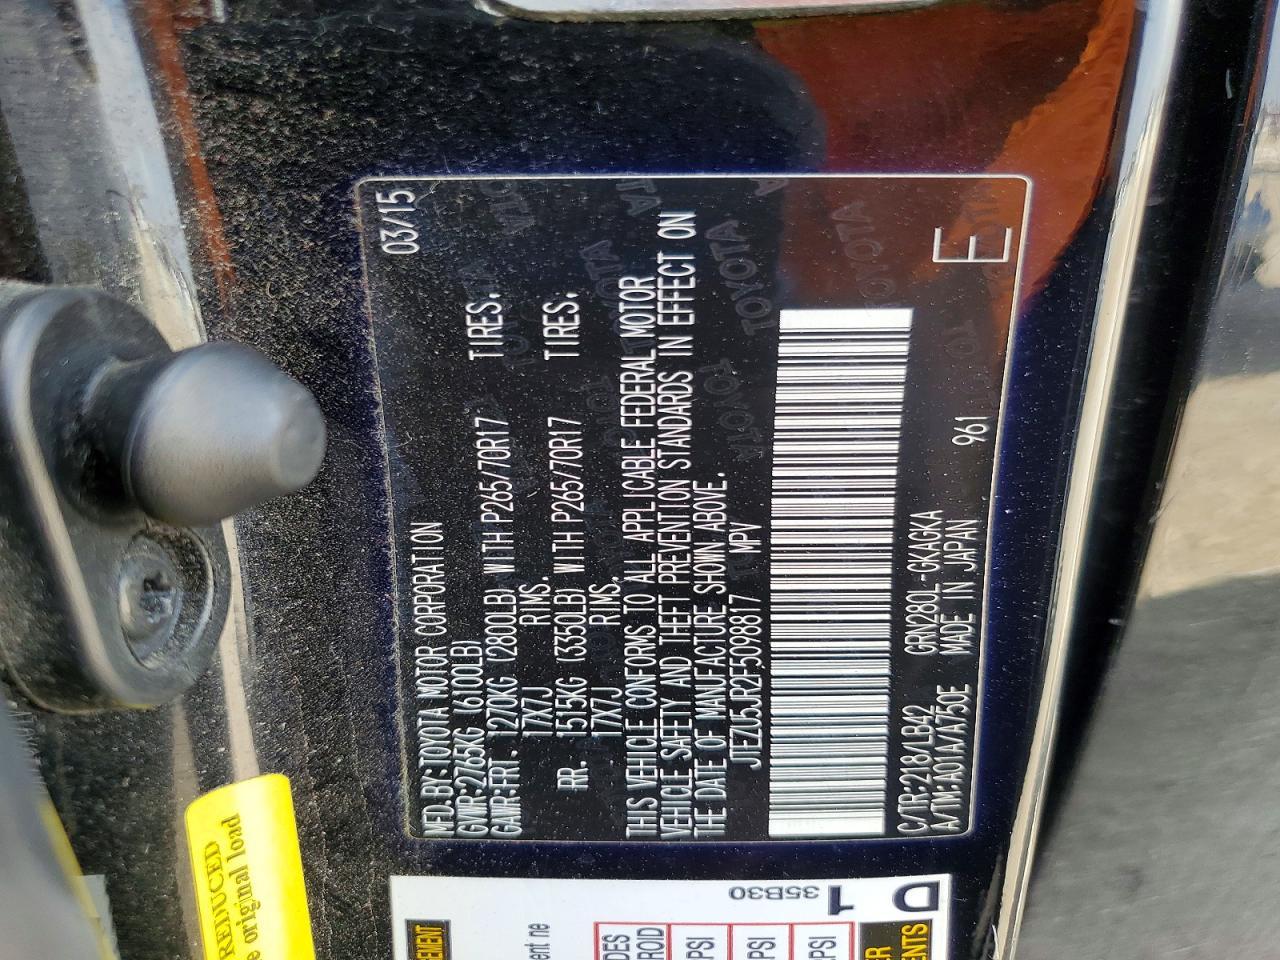 MFD. BY: TOYOTA MOTOR CORPORATION 03/15
GVWR: 2765KG (6100LB)
GAWR: FRT. 1270KG (2800LB) WITH P265/70R17 TIRES.
17X7J RIMS.
RR. 1515KG (3350LB) WITH P265/70R17 TIRES.
17X7J RIMS.
THIS VEHICLE CONFORMS TO ALL APPLICABLE FEDERAL MOTOR
VEHICLE SAFETY AND THEFT PREVENTION STANDARDS IN EFFECT ON
THE DATE OF MANUFACTURE SHOWN ABOVE.
JTEZU5JR2F5098817 MPV
C/TR: 218/LB42 GRN280L-GKAGKA
A/TM: A01A/A750E MADE IN JAPAN 961 E
TOYOTA
TOYOTA
TOYOTA
REDUCED
original load
D
1
35B30
PSI
PSI
PSI